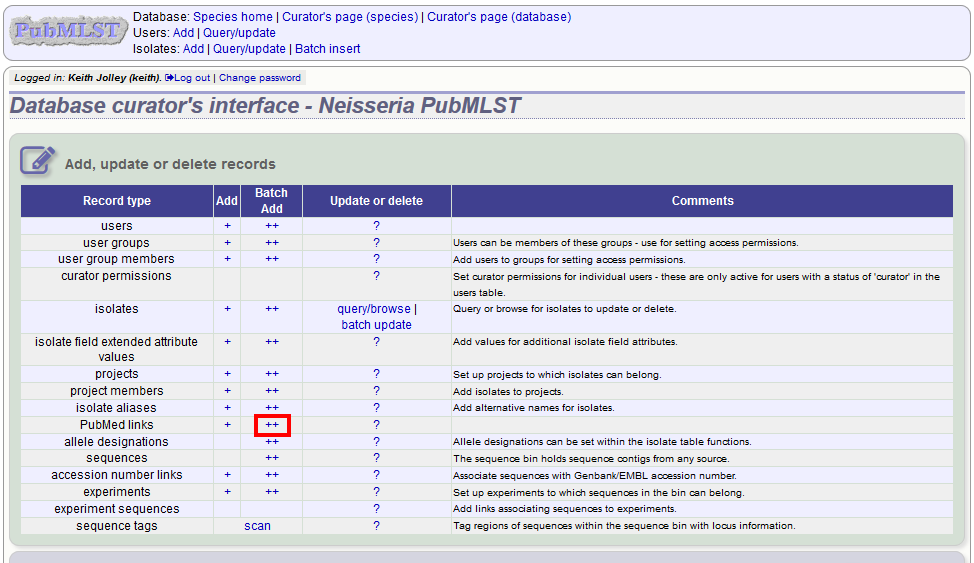 PubMLST
Database: Species home | Curator's page (species) | Curator's page (database)
Users: Add | Query/update
Isolates: Add | Query/update | Batch insert
Logged in: Keith Jolley (keith). Log out | Change password
Database curator's interface - Neisseria PubMLST
Add, update or delete records
Record type Add Batch Add Update or delete Comments
users + ++ ?
user groups + ++ ? Users can be members of these groups - use for setting access permissions.
user group members + ++ ? Add users to groups for setting access permissions.
curator permissions ? Set curator permissions for individual users - these are only active for users with a status of 'curator' in the
users table.
isolates + ++ query/browse | Query or browse for isolates to update or delete.
batch update
isolate field extended attribute + ++ ? Add values for additional isolate field attributes.
values
projects + ++ ? Set up projects to which isolates can belong.
project members + ++ ? Add isolates to projects.
isolate aliases + ++ ? Add alternative names for isolates.
PubMed links + ++ ?
allele designations ++ ? Allele designations can be set within the isolate table functions.
sequences ++ ? The sequence bin holds sequence contigs from any source.
accession number links + ++ ? Associate sequences with Genbank/EMBL accession number.
experiments + ++ ? Set up experiments to which sequences in the bin can belong.
experiment sequences ? Add links associating sequences to experiments.
sequence tags scan ? Tag regions of sequences within the sequence bin with locus information.